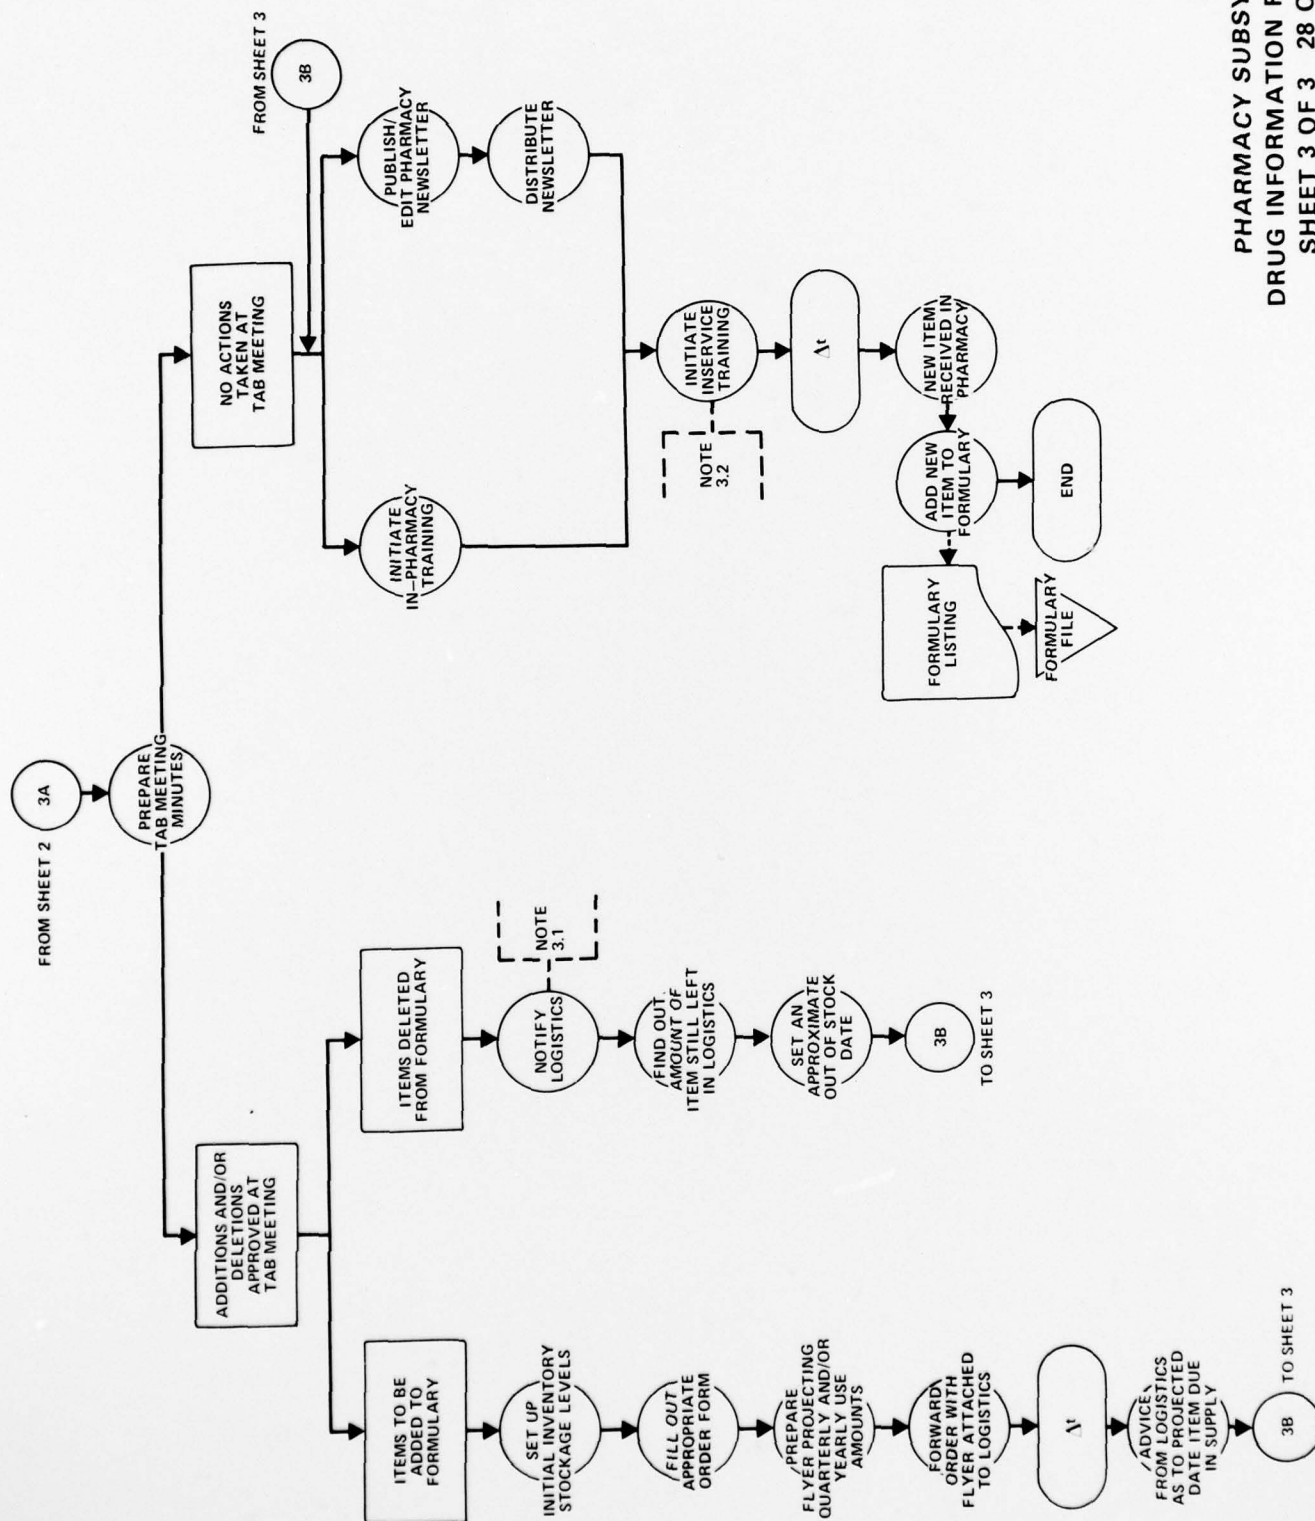 FROM SHEET 2
3A
PREPARE
TAB MEETING
MINUTES
ADDITIONS AND/OR
DELETIONS
APPROVED AT
TAB MEETING
NO ACTIONS
TAKEN AT
TAB MEETING
FROM SHEET 3
3B
ITEMS TO BE
ADDED TO
FORMULARY
SET UP
INITIAL INVENTORY
STOCKAGE LEVELS
FILL OUT
APPROPRIATE
ORDER FORM
PREPARE
FLYER PROJECTING
QUARTERLY AND/OR
YEARLY USE
AMOUNTS
FORWARD
ORDER WITH
FLYER ATTACHED
TO LOGISTICS
Δt
ADVICE
FROM LOGISTICS
AS TO PROJECTED
DATE ITEM DUE
IN SUPPLY
3B
TO SHEET 3
ITEMS DELETED
FROM FORMULARY
NOTIFY
LOGISTICS
NOTE
3.1
FIND OUT
AMOUNT OF
ITEM STILL LEFT
IN LOGISTICS
SET AN
APPROXIMATE
OUT OF STOCK
DATE
3B
TO SHEET 3
INITIATE
IN-PHARMACY
TRAINING
PUBLISH/
EDIT PHARMACY
NEWSLETTER
DISTRIBUTE
NEWSLETTER
INITIATE
INSERVICE
TRAINING
NOTE
3.2
Δt
NEW ITEM
RECEIVED IN
PHARMACY
ADD NEW
ITEM TO
FORMULARY
END
FORMULARY
LISTING
FORMULARY
FILE
PHARMACY
DRUG INFORMATION
SHEET 3 OF 3 28